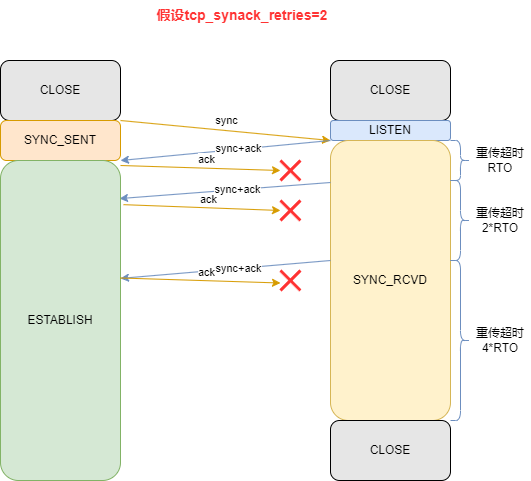 假设tcp_synack_retries=2
CLOSE
CLOSE
sync
LISTEN
SYNC_SENT
sync+ack
ack
重传超时
RTO
sync+ack
ack
重传超时
2*RTO
sync+ack
ack
SYNC_RCVD
ESTABLISH
重传超时
4*RTO
CLOSE